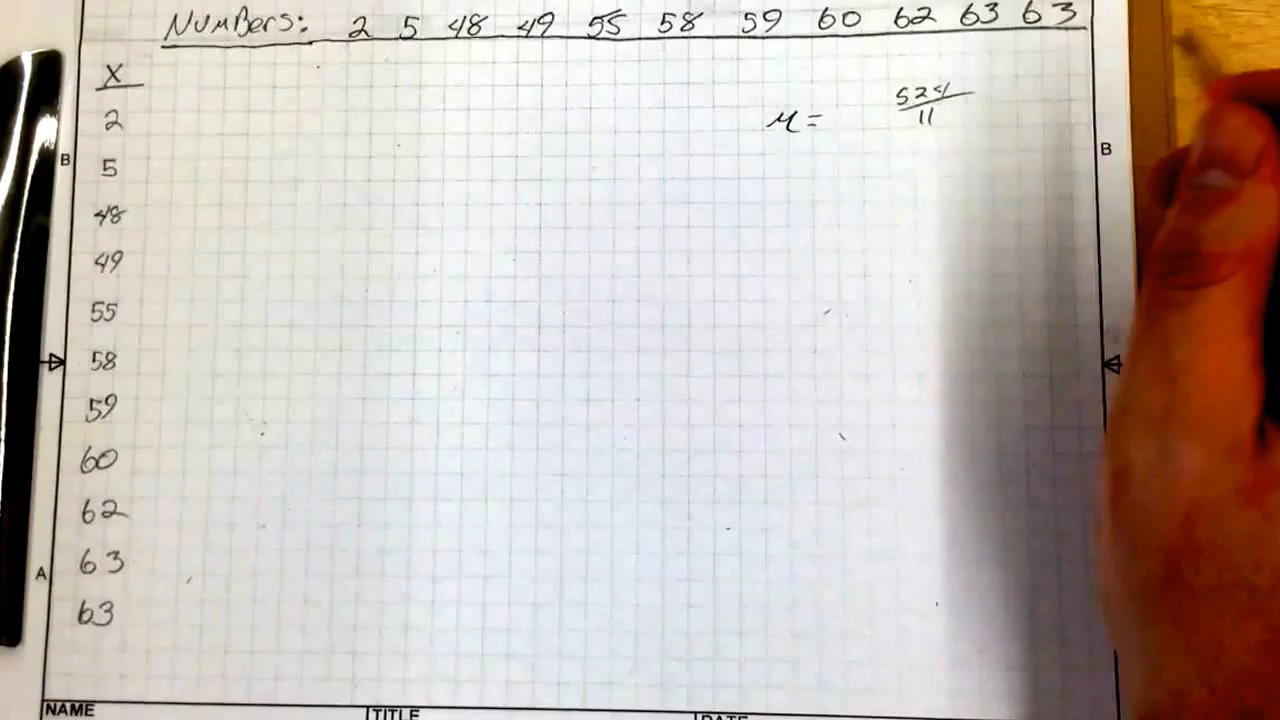 NUMBERS: 2 5 48 49 55 58 59 60 62 63 63
X
2
μ = 524/11
B
B
5
48
49
55
58
59
60
62
63
A
63
NAME TITLE DATE